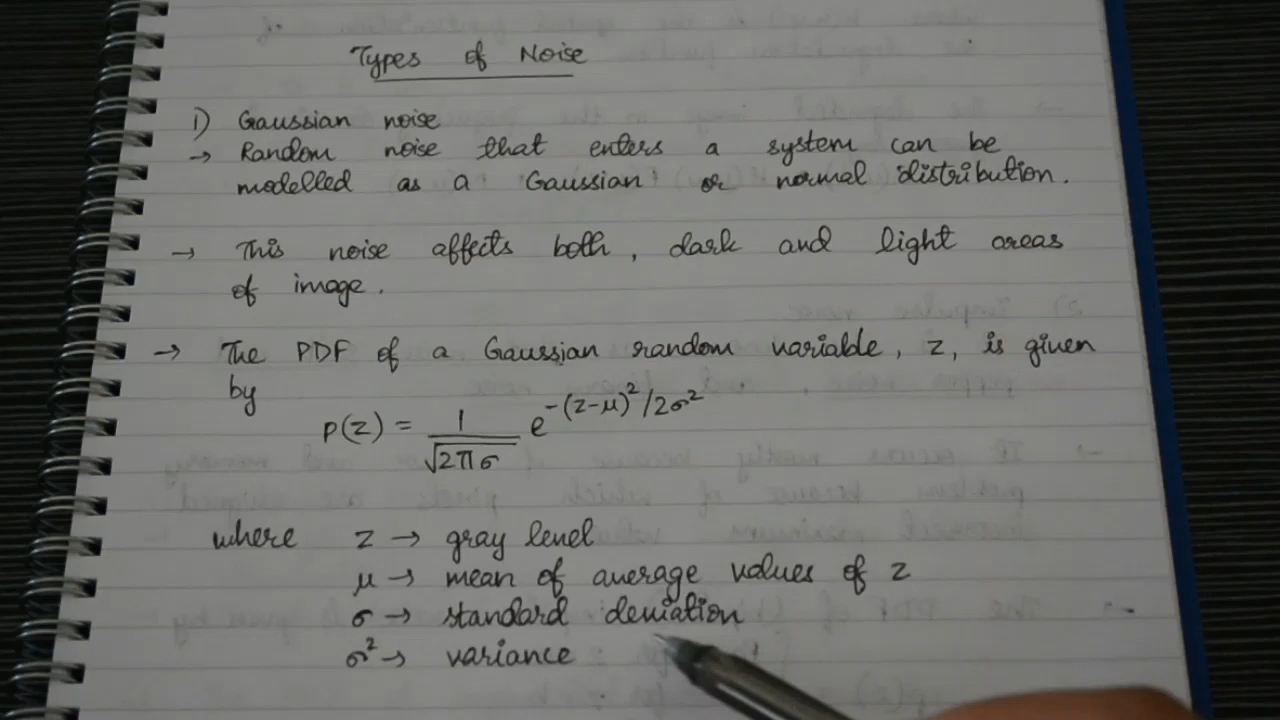 Types of Noise
1) Gaussian noise
→ Random noise that enters a system can be
modelled as a Gaussian or normal distribution.
→ This noise affects both, dark and light areas
of image.
→ The PDF of a Gaussian random variable, z, is given
by
p(z) = 1/√2πσ e^-(z-μ)²/2σ²
where z → gray level
μ → mean of average values of z
σ → standard deviation
σ² → variance